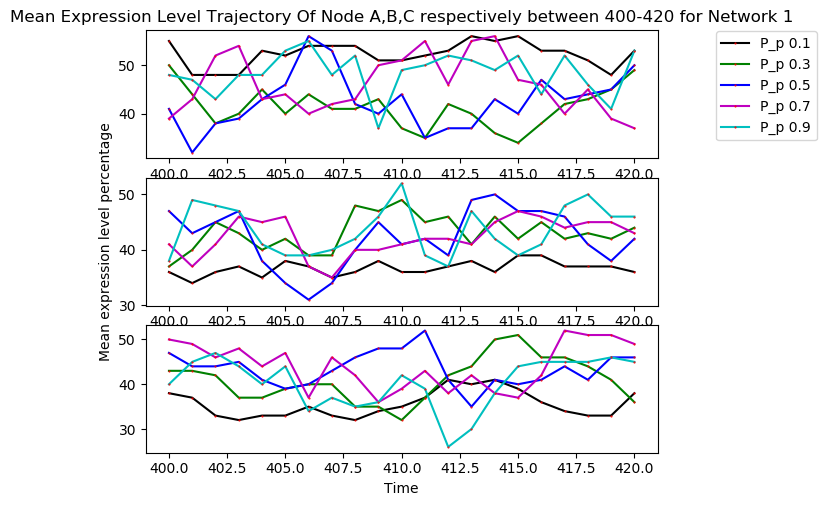 Mean Expression Level Trajectory Of Node A,B,C respectively between 400-420 for Network 1
P_p 0.1
P_p 0.3
P_p 0.5
P_p 0.7
P_p 0.9
50
40
400.0 402.5 405.0 407.5 410.0 412.5 415.0 417.5 420.0
Mean expression level percentage
50
40
30
400.0 402.5 405.0 407.5 410.0 412.5 415.0 417.5 420.0
50
40
30
400.0 402.5 405.0 407.5 410.0 412.5 415.0 417.5 420.0
Time